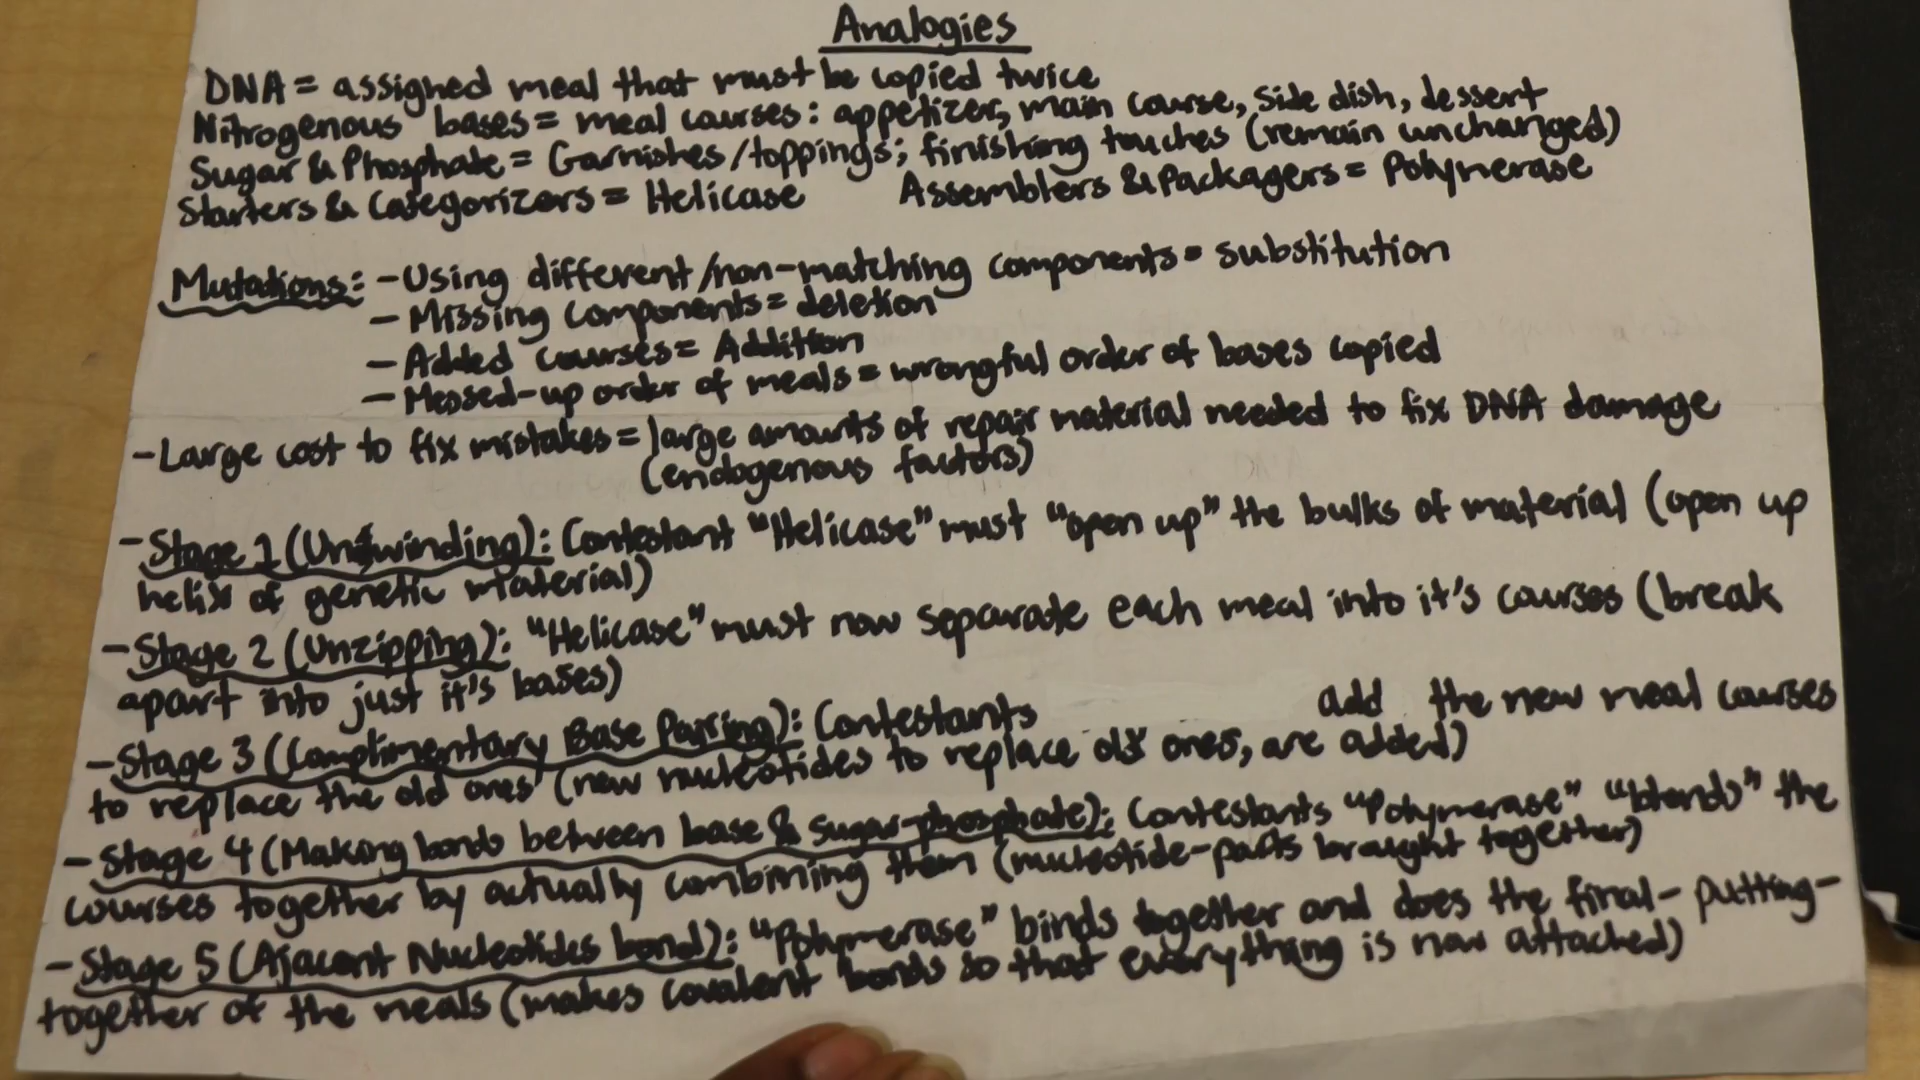 Analogies
DNA = assigned meal that must be copied twice
Nitrogenous bases = meal courses: appetizer, main course, side dish, dessert
Sugar & Phosphate = Garnishes/toppings; finishing touches (remain unchanged)
Starters & Categorizers = Helicase Assemblers & Packagers = Polymerase
Mutations: - Using different/non-matching components = substitution
- Missing components = deletion
- Added courses = Addition
- Messed-up order of meals = wrongful order of bases copied
- Large cost to fix mistakes = large amounts of repair material needed to fix DNA damage
(endogenous factors)
- Stage 1 (Unwinding): Contestant "Helicase" must "open up" the bulks of material (open up
helix of genetic material)
- Stage 2 (Unzipping): "Helicase" must now separate each meal into it's courses (break
apart into just it's bases)
- Stage 3 (Complimentary Base Pairing): Contestants add the new meal courses
to replace the old ones (new nucleotides to replace old ones, are added)
- Stage 4 (Making bonds between base & sugar-phosphate): Contestants "Polymerase" "blends" the
courses together by actually combining them (nucleotide-parts brought together)
- Stage 5 (Ajacent Nucleotides bond): "Polymerase" binds together and does the final-putting-
together of the meals (makes covalent bonds so that everything is now attached)